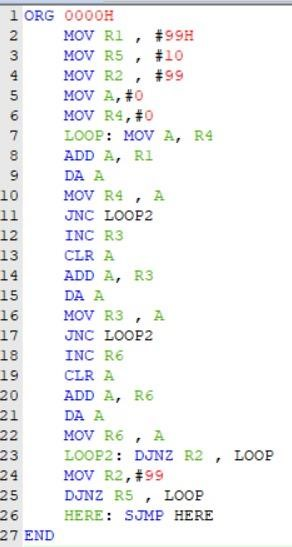 1 ORG 0000H
2 MOV R1 , #99H
3 MOV R5 , #10
4 MOV R2 , #99
5 MOV A,#0
6 MOV R4,#0
7 LOOP: MOV A, R4
8 ADD A, R1
9 DA A
10 MOV R4 , A
11 JNC LOOP2
12 INC R3
13 CLR A
14 ADD A, R3
15 DA A
16 MOV R3 , A
17 JNC LOOP2
18 INC R6
19 CLR A
20 ADD A, R6
21 DA A
22 MOV R6 , A
23 LOOP2: DJNZ R2 , LOOP
24 MOV R2,#99
25 DJNZ R5 , LOOP
26 HERE: SJMP HERE
27 END